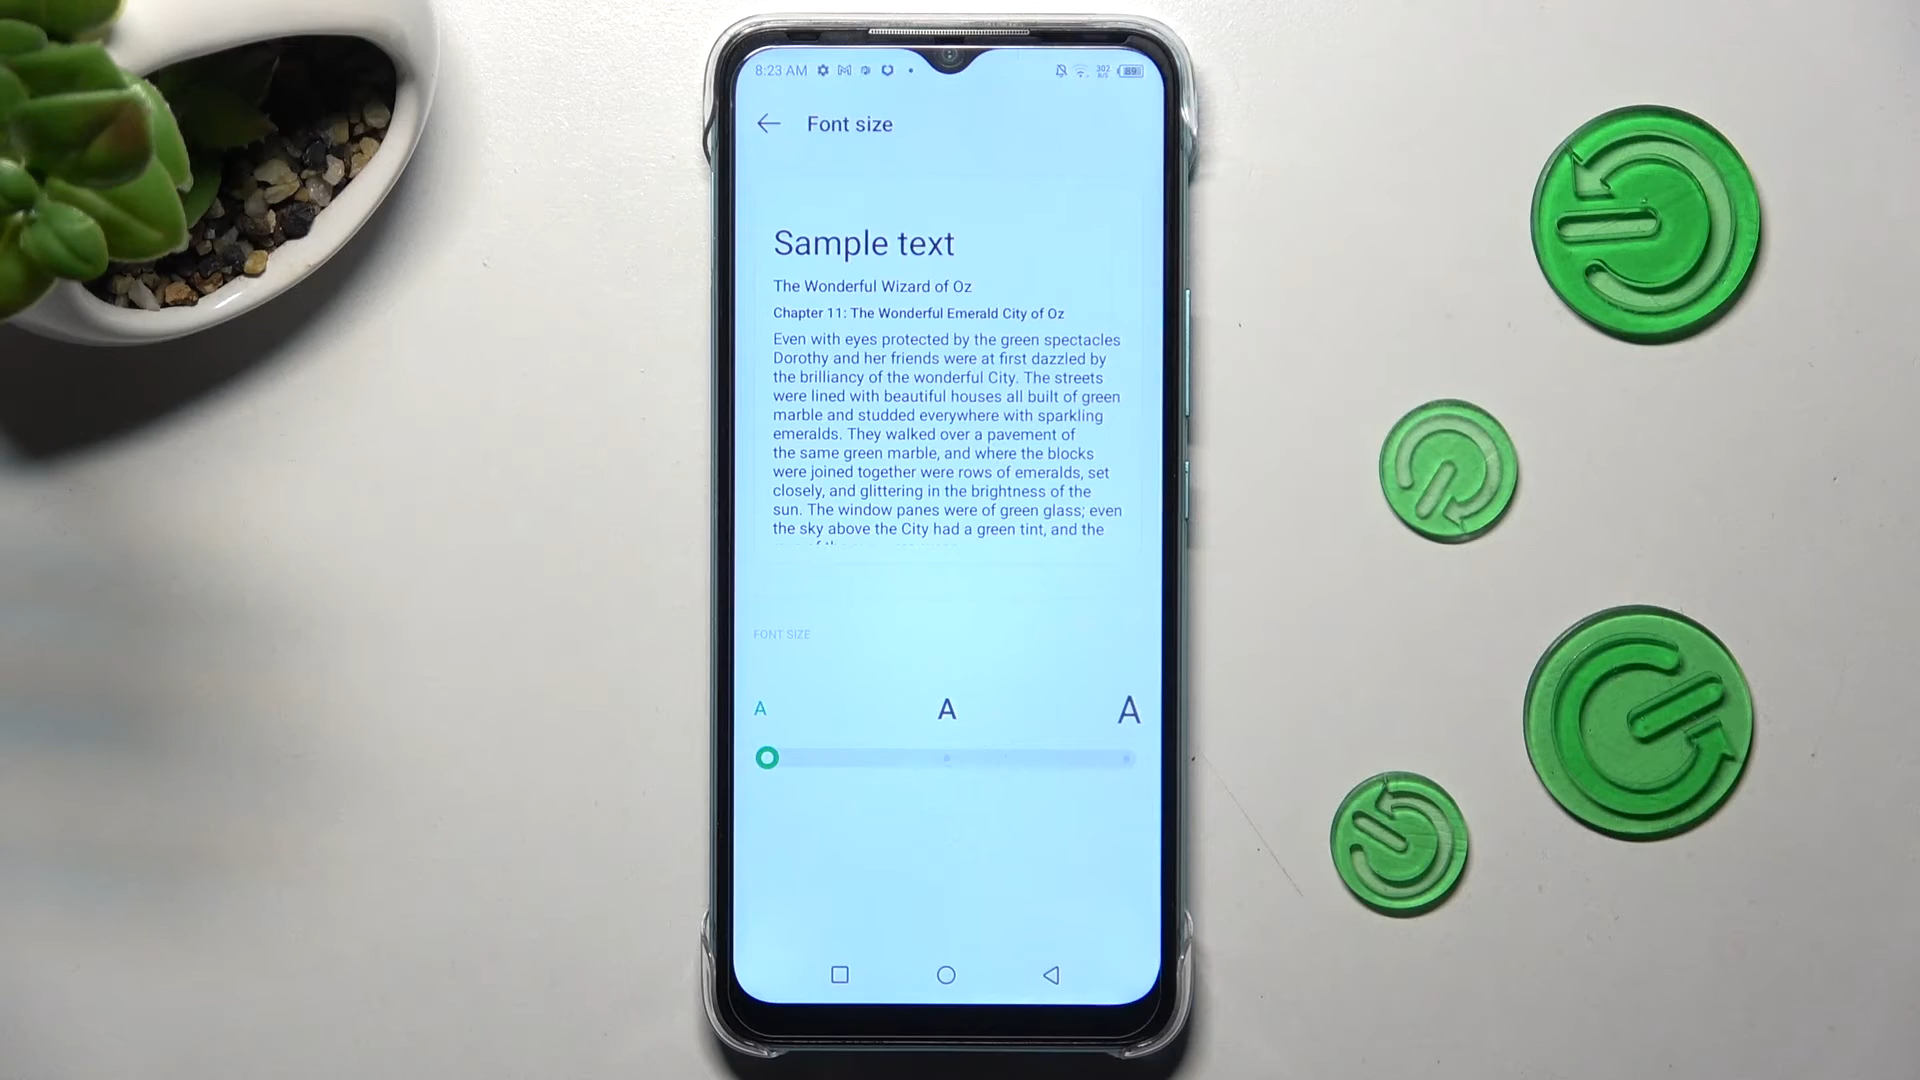 8:23 AM
302
B/S
89
Font size
Sample text
The Wonderful Wizard of Oz
Chapter 11: The Wonderful Emerald City of Oz
Even with eyes protected by the green spectacles
Dorothy and her friends were at first dazzled by
the brilliancy of the wonderful City. The streets
were lined with beautiful houses all built of green
marble and studded everywhere with sparkling
emeralds. They walked over a pavement of
the same green marble, and where the blocks
were joined together were rows of emeralds, set
closely, and glittering in the brightness of the
sun. The window panes were of green glass; even
the sky above the City had a green tint, and the
FONT SIZE
A A A